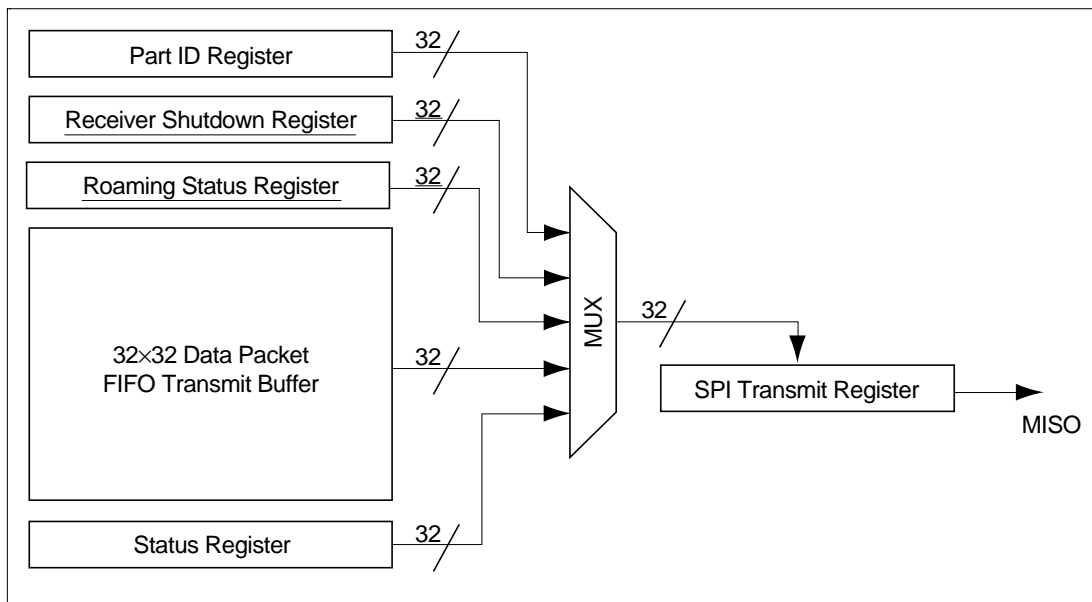 Part ID Register
32
Receiver Shutdown Register
32
Roaming Status Register
32
32×32 Data Packet
FIFO Transmit Buffer
32
Status Register
32
MUX
32
SPI Transmit Register
MISO